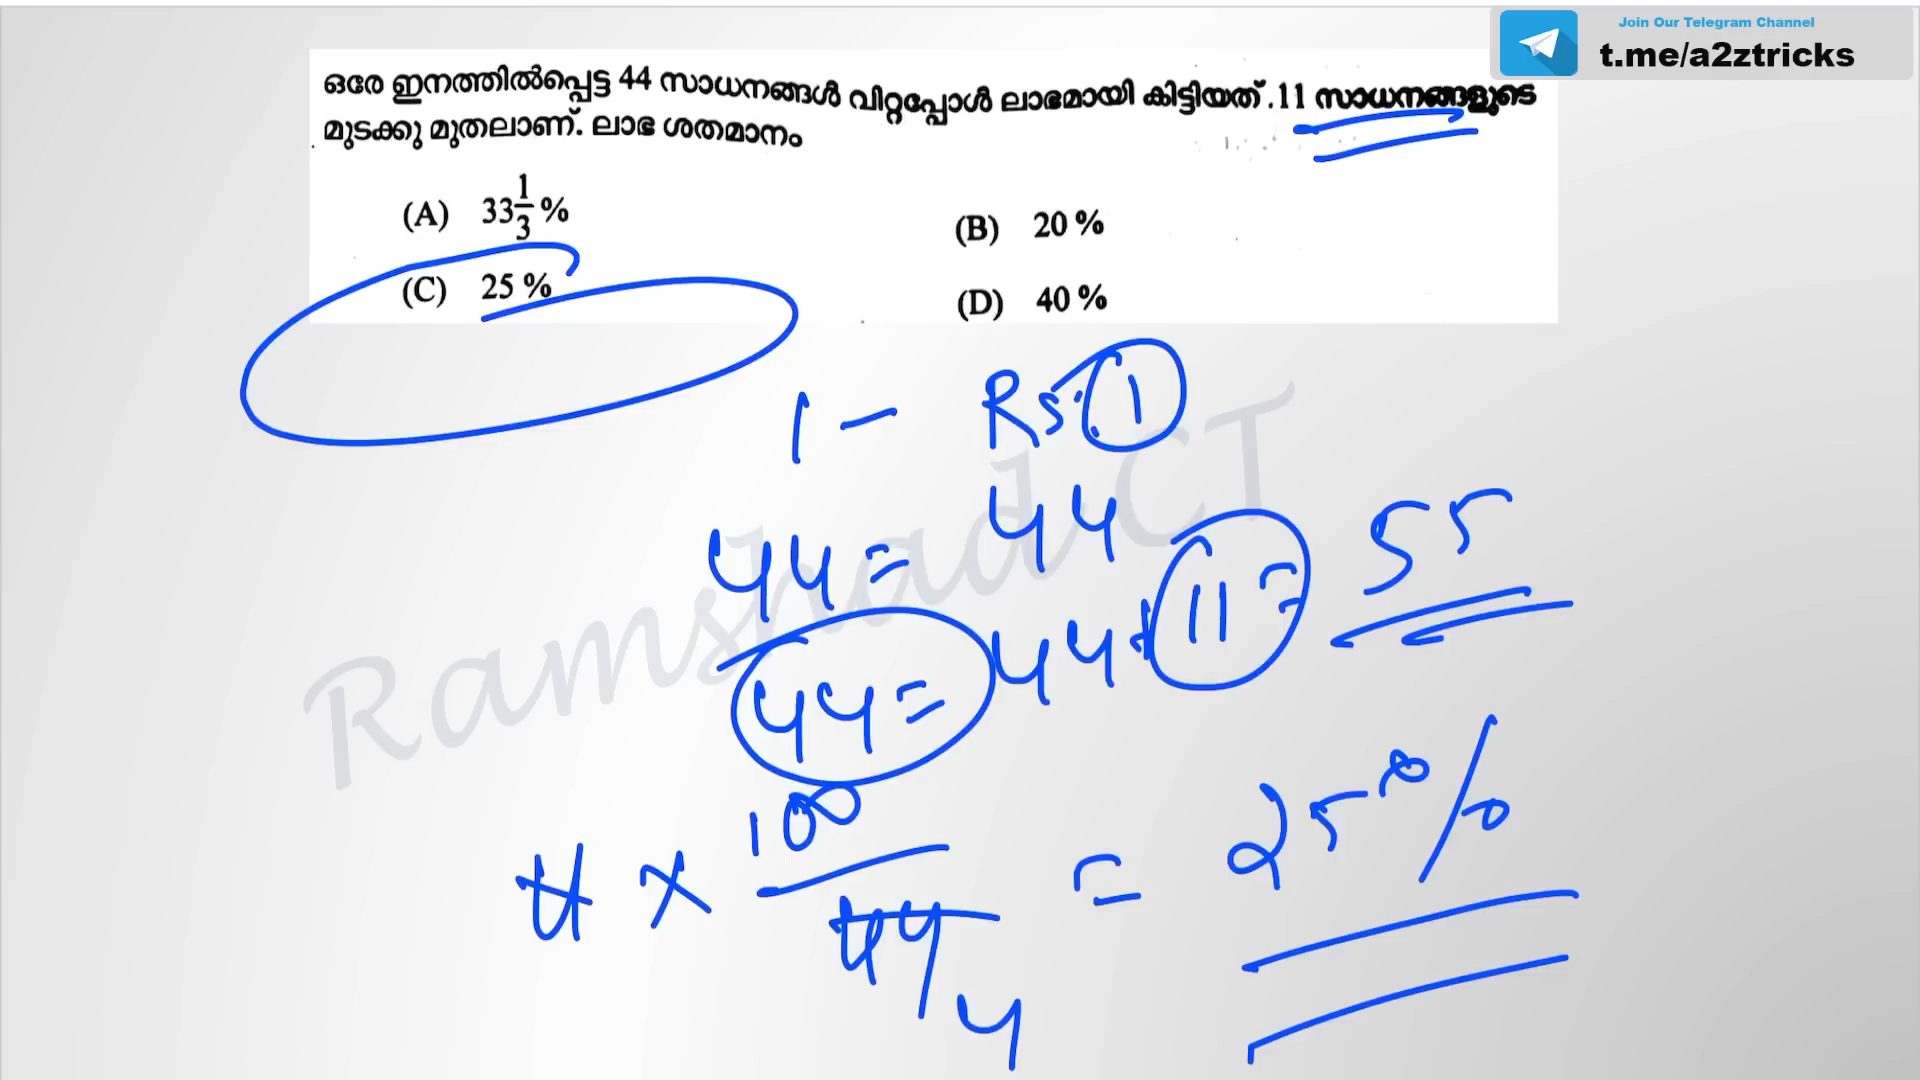 Join Our Telegram Channel
t.me/a2ztricks
ഒരേ ഇനത്തിൽപ്പെട്ട 44 സാധനങ്ങൾ വിറ്റപ്പോൾ ലാഭമായി കിട്ടിയത് .11 സാധനങ്ങളുടെ
മുടക്കു മുതലാണ്. ലാഭ ശതമാനം
(A) 33 1/3 % (B) 20 %
(C) 25 % (D) 40 %
1 - Rs. 1
44 = 44
44 = 44 + 11 = 55
11 × 100/44 = 25 %
4
Ramshad CT